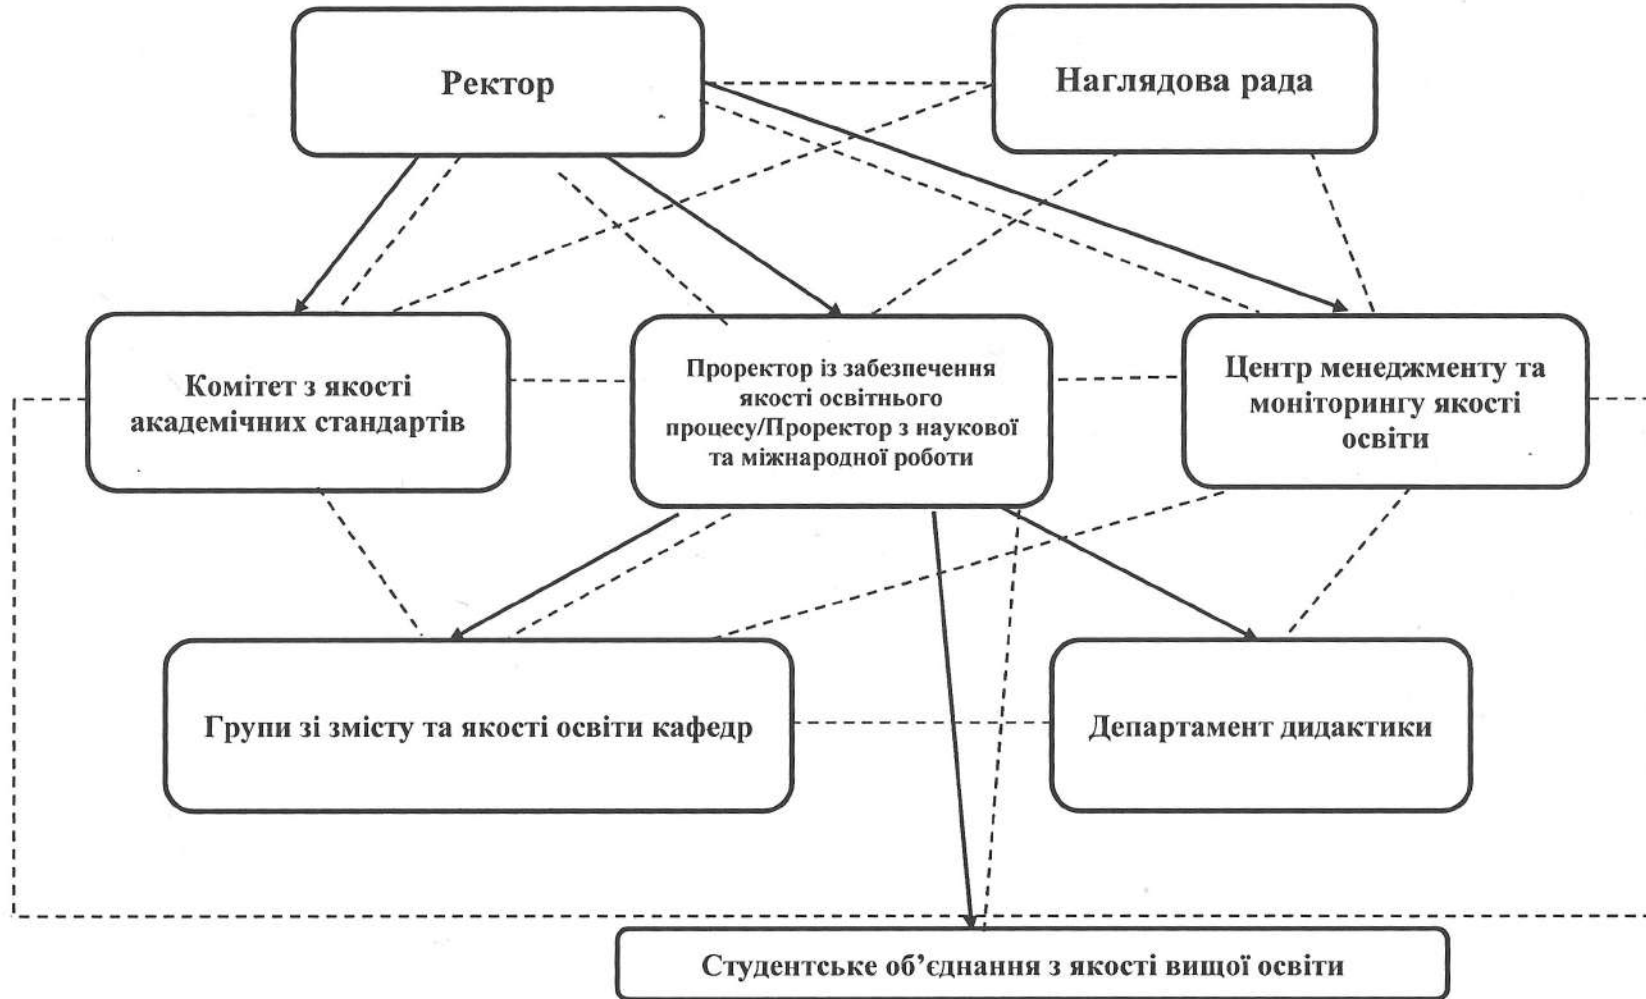 Ректор
Наглядова рада
Комітет з якості
академічних стандартів
Проректор із забезпечення
якості освітнього
процесу/Проректор з наукової
та міжнародної роботи
Центр менеджменту та
моніторингу якості
освіти
Групи зі змісту та якості освіти кафедр
Департамент дидактики
Студентське об’єднання з якості вищої освіти